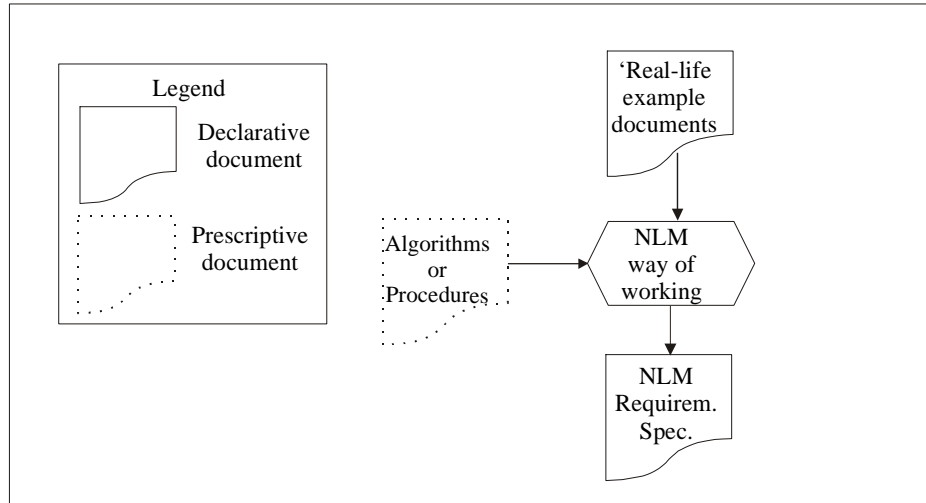 Legend
Declarative
document
Prescriptive
document
‘Real-life
example
documents
Algorithms
or
Procedures
NLM
way of
working
NLM
Requirem.
Spec.